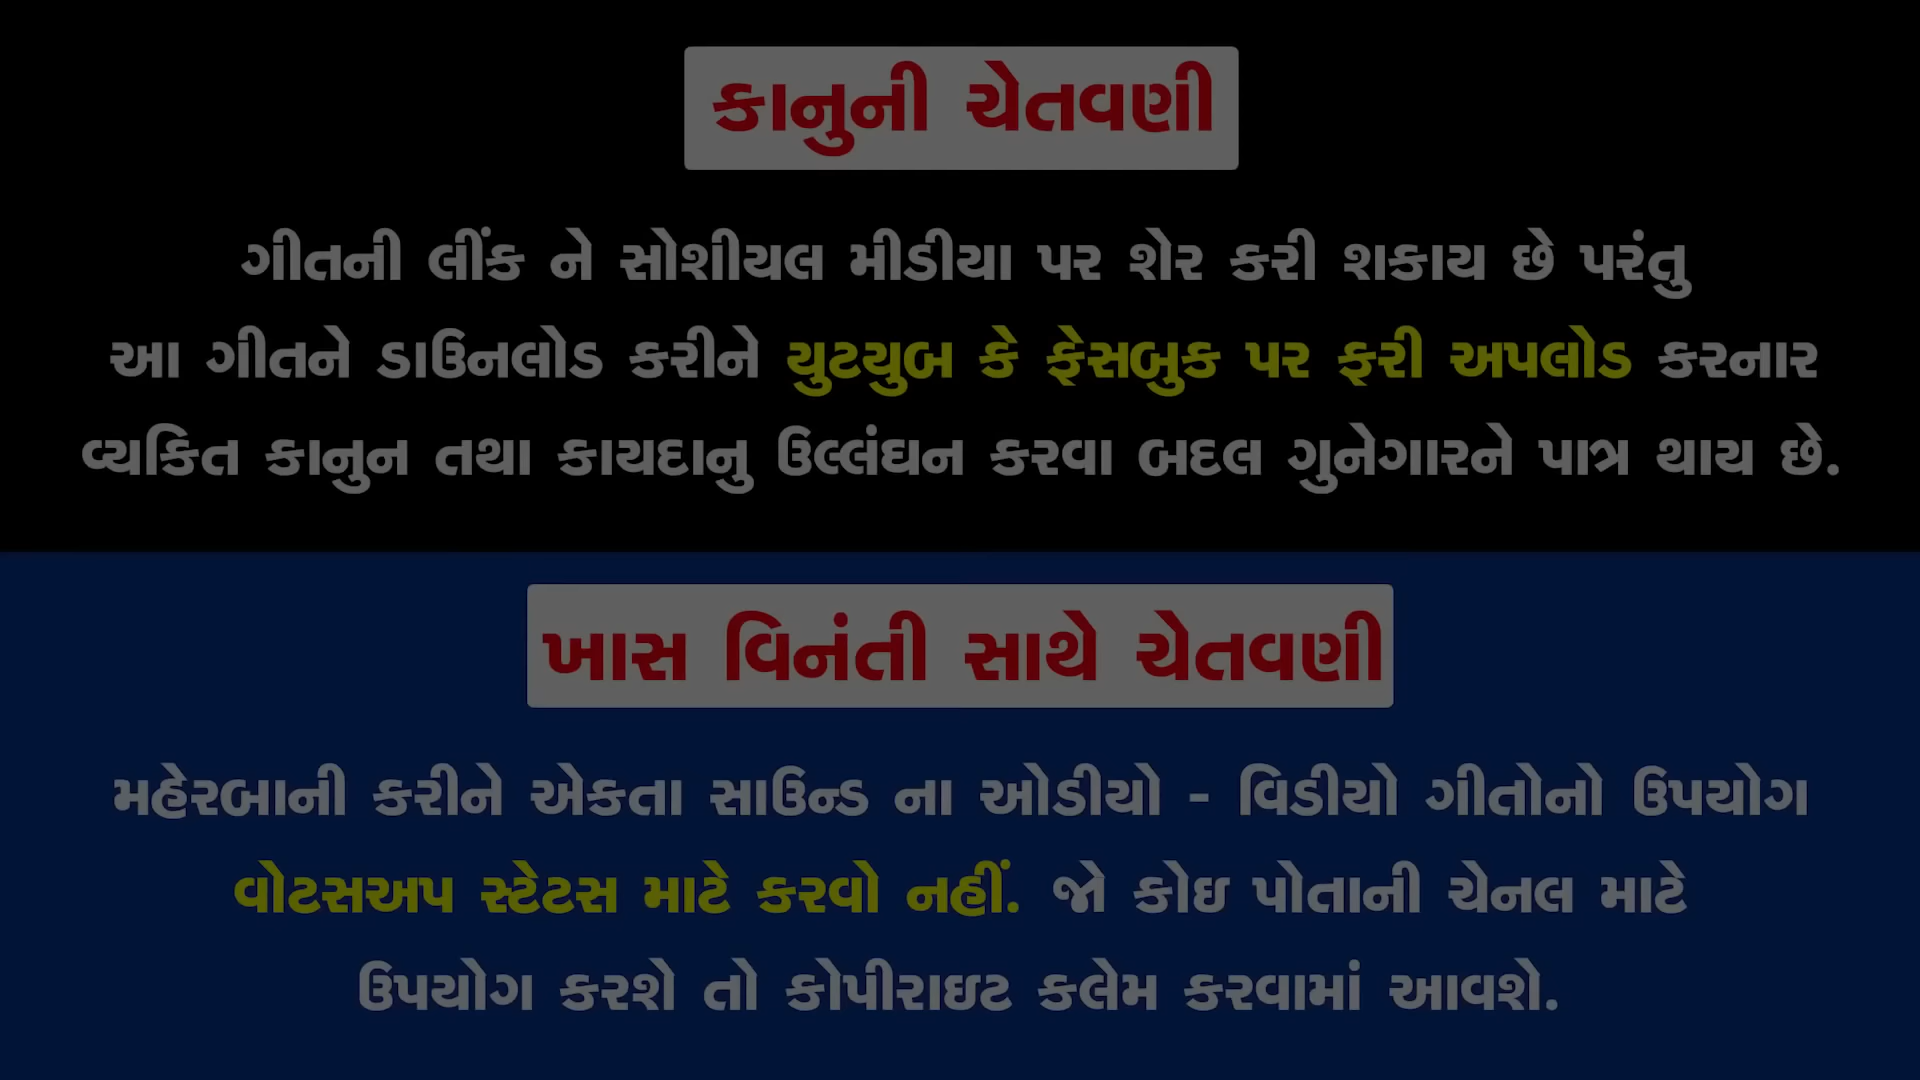 કાનુની ચેતવણી
ગીતની લીંક ને સોશીયલ મીડીયા પર શેર કરી શકાય છે પરંતુ
આ ગીતને ડાઉનલોડ કરીને યુટયુબ કે ફેસબુક પર ફરી અપલોડ કરનાર
વ્યકિત કાનુન તથા કાયદાનુ ઉલ્લંઘન કરવા બદલ ગુનેગારને પાત્ર થાય છે.
ખાસ વિનંતી સાથે ચેતવણી
મહેરબાની કરીને એકતા સાઉન્ડ ના ઓડીયો - વિડીયો ગીતોનો ઉપયોગ
વોટસઅપ સ્ટેટસ માટે કરવો નહીં. જો કોઇ પોતાની ચેનલ માટે
ઉપયોગ કરશે તો કોપીરાઇટ કલેમ કરવામાં આવશે.